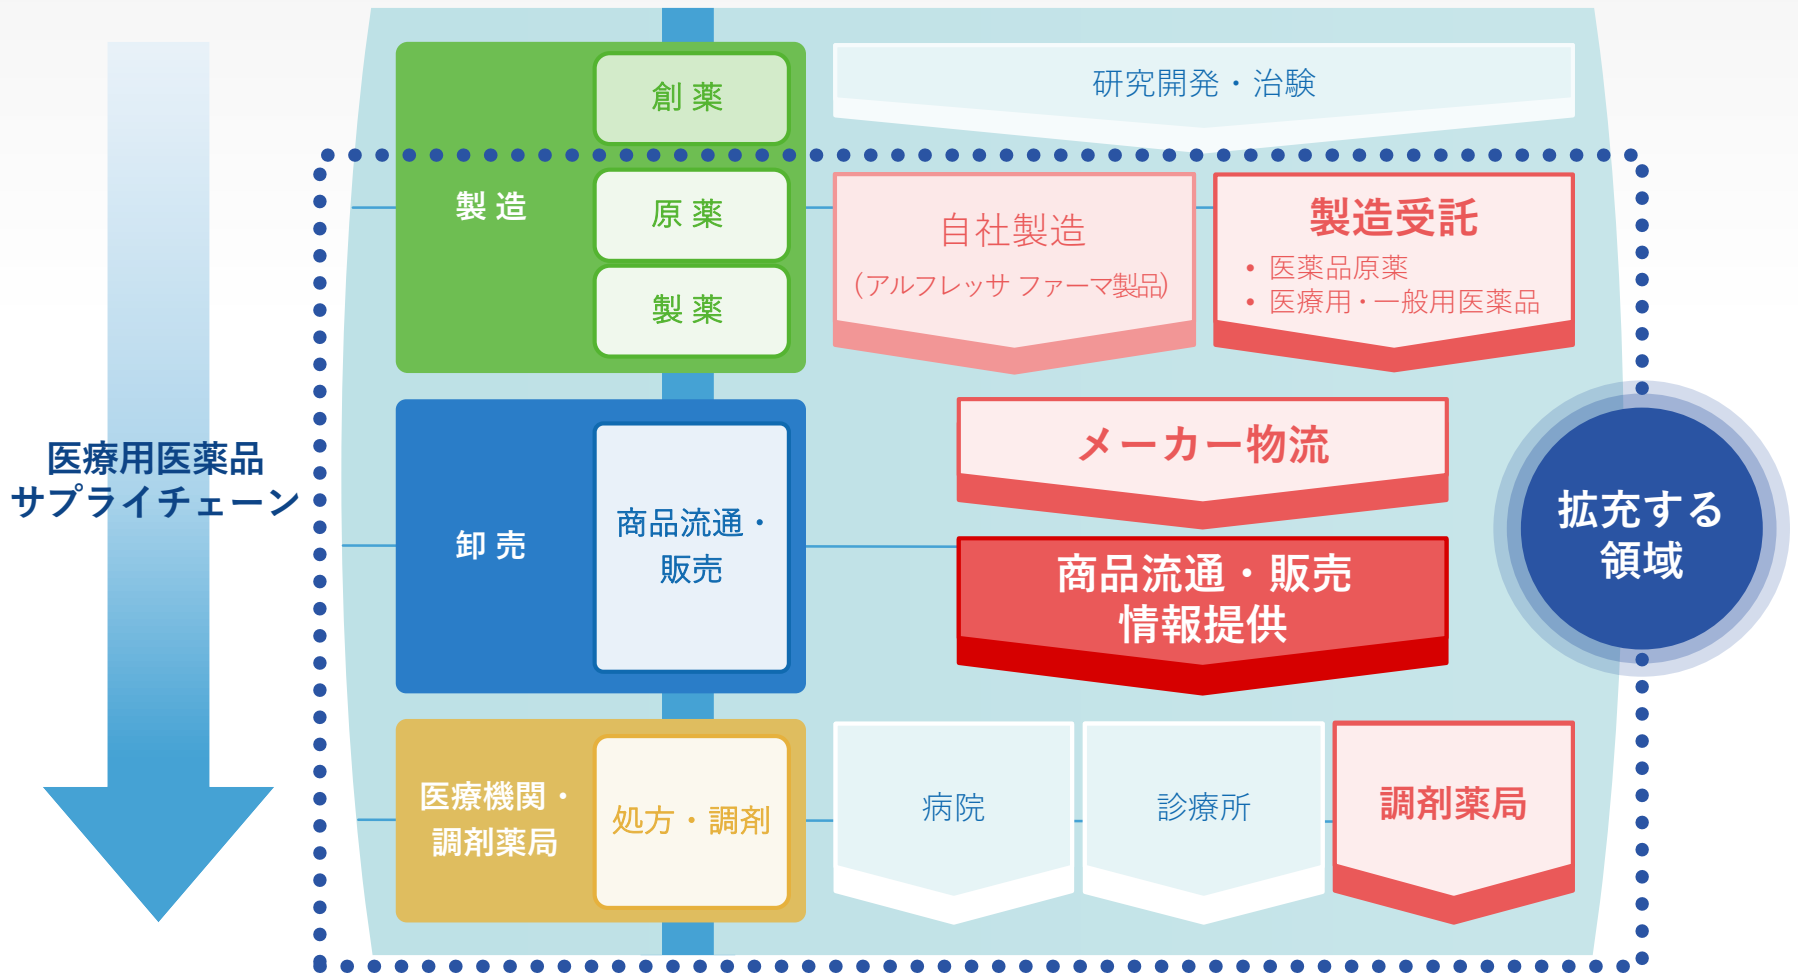 医療用医薬品
サプライチェーン
製造
創薬
原薬
製薬
研究開発・治験
自社製造
(アルフレッサ ファーマ製品)
製造受託
• 医薬品原薬
• 医療用・一般用医薬品
卸売
商品流通・
販売
メーカー物流
商品流通・販売
情報提供
拡充する
領域
医療機関・
調剤薬局
処方・調剤
病院
診療所
調剤薬局